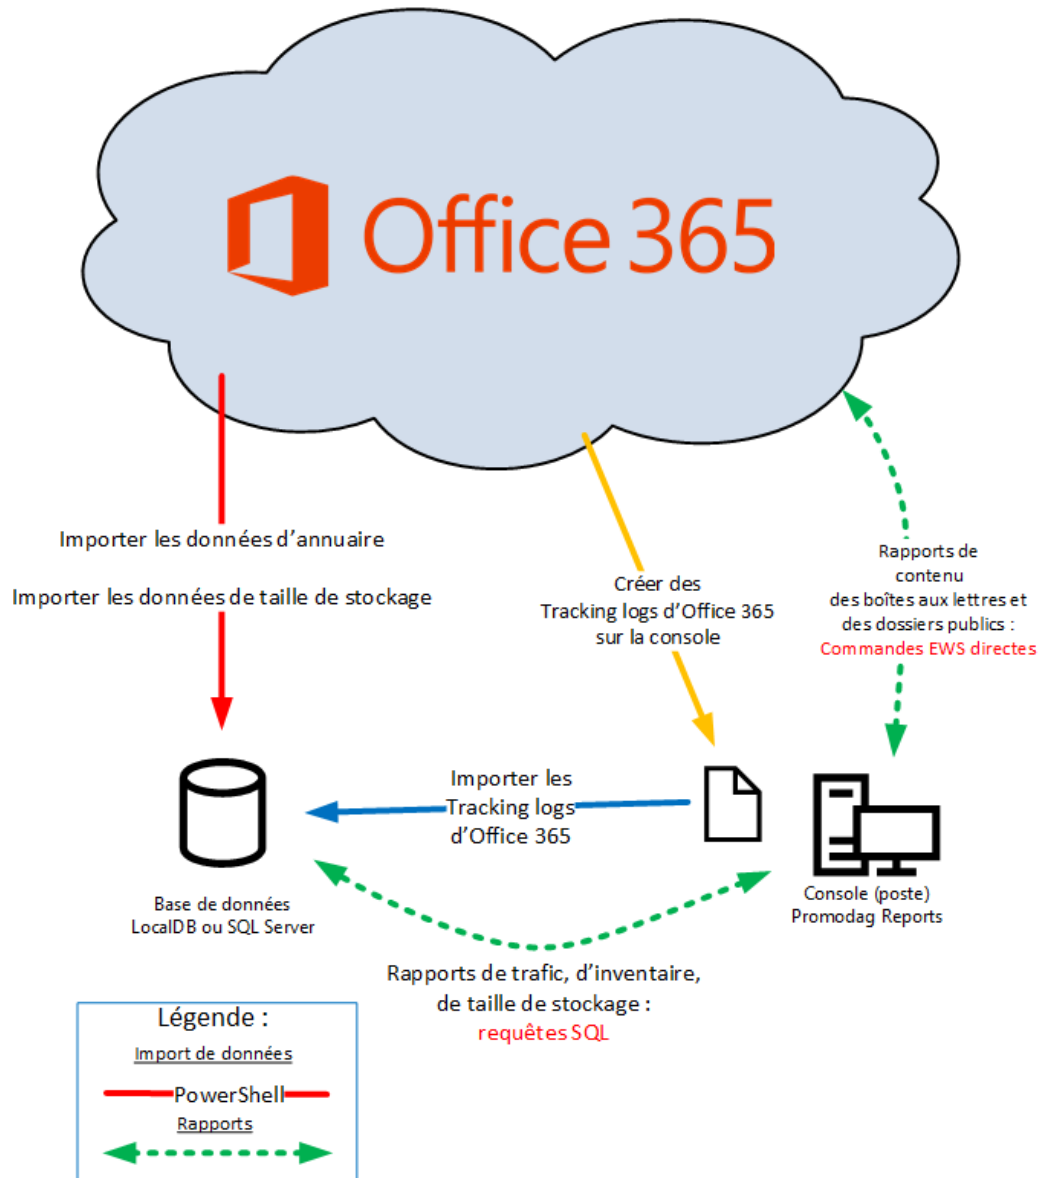 Office 365
Importer les données d'annuaire
Importer les données de taille de stockage
Créer des
Tracking logs d'Office 365
sur la console
Rapports de
contenu
des boîtes aux lettres et
des dossiers publics :
Commandes EWS directes
Importer les
Tracking logs
d'Office 365
Base de données
LocalDB ou SQL Server
Console (poste)
Promodag Reports
Rapports de trafic, d'inventaire,
de taille de stockage :
requêtes SQL
Légende :
Import de données
PowerShell
Rapports